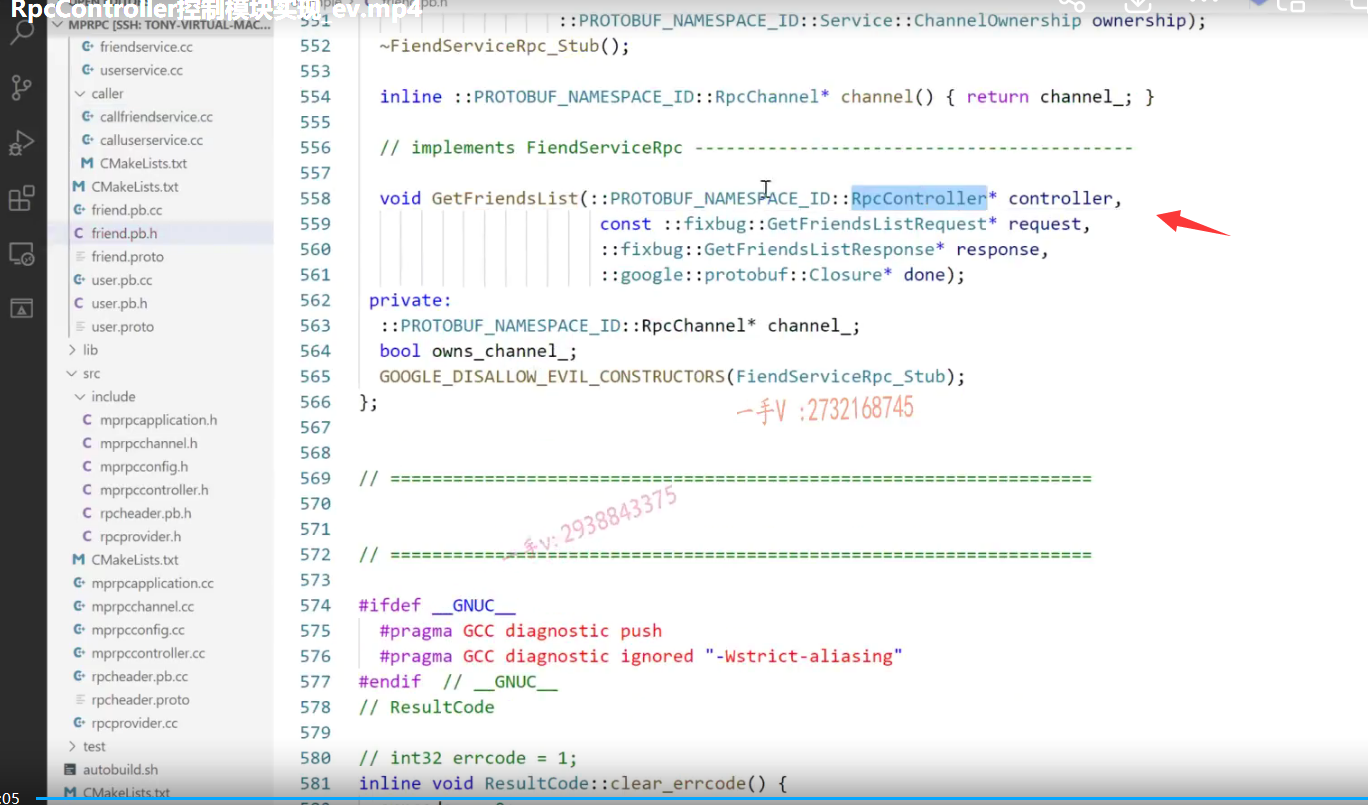 RpcController控制模块实现_ev.mp4
MPRPC [SSH: TONY-VIRTUAL-MAC...
friendservice.cc
userservice.cc
caller
callfriendservice.cc
calluserservice.cc
CMakeLists.txt
CMakeLists.txt
friend.pb.cc
friend.pb.h
friend.proto
user.pb.cc
user.pb.h
user.proto
lib
src
include
mprpcapplication.h
mprpcchannel.h
mprpcconfig.h
mprpccontroller.h
rpcheader.pb.h
rpcprovider.h
CMakeLists.txt
mprpcapplication.cc
mprpcchannel.cc
mprpcconfig.cc
mprpccontroller.cc
rpcheader.pb.cc
rpcheader.proto
rpcprovider.cc
test
autobuild.sh
CMakeLists.txt
:05
551 ::PROTOBUF_NAMESPACE_ID::Service::ChannelOwnership ownership);
552 ~FiendServiceRpc_Stub();
553
554 inline ::PROTOBUF_NAMESPACE_ID::RpcChannel* channel() { return channel_; }
555
556 // implements FiendServiceRpc ------------------------------------------
557
558 void GetFriendsList(::PROTOBUF_NAMESPACE_ID::RpcController* controller,
559 const ::fixbug::GetFriendsListRequest* request,
560 ::fixbug::GetFriendsListResponse* response,
561 ::google::protobuf::Closure* done);
562 private:
563 ::PROTOBUF_NAMESPACE_ID::RpcChannel* channel_;
564 bool owns_channel_;
565 GOOGLE_DISALLOW_EVIL_CONSTRUCTORS(FiendServiceRpc_Stub);
566 };
一手V :2732168745
567
568
569 // ===================================================================
570
一手v: 2938843375
571
572 // ===================================================================
573
574 #ifdef __GNUC__
575 #pragma GCC diagnostic push
576 #pragma GCC diagnostic ignored "-Wstrict-aliasing"
577 #endif // __GNUC__
578 // ResultCode
579
580 // int32 errcode = 1;
581 inline void ResultCode::clear_errcode() {